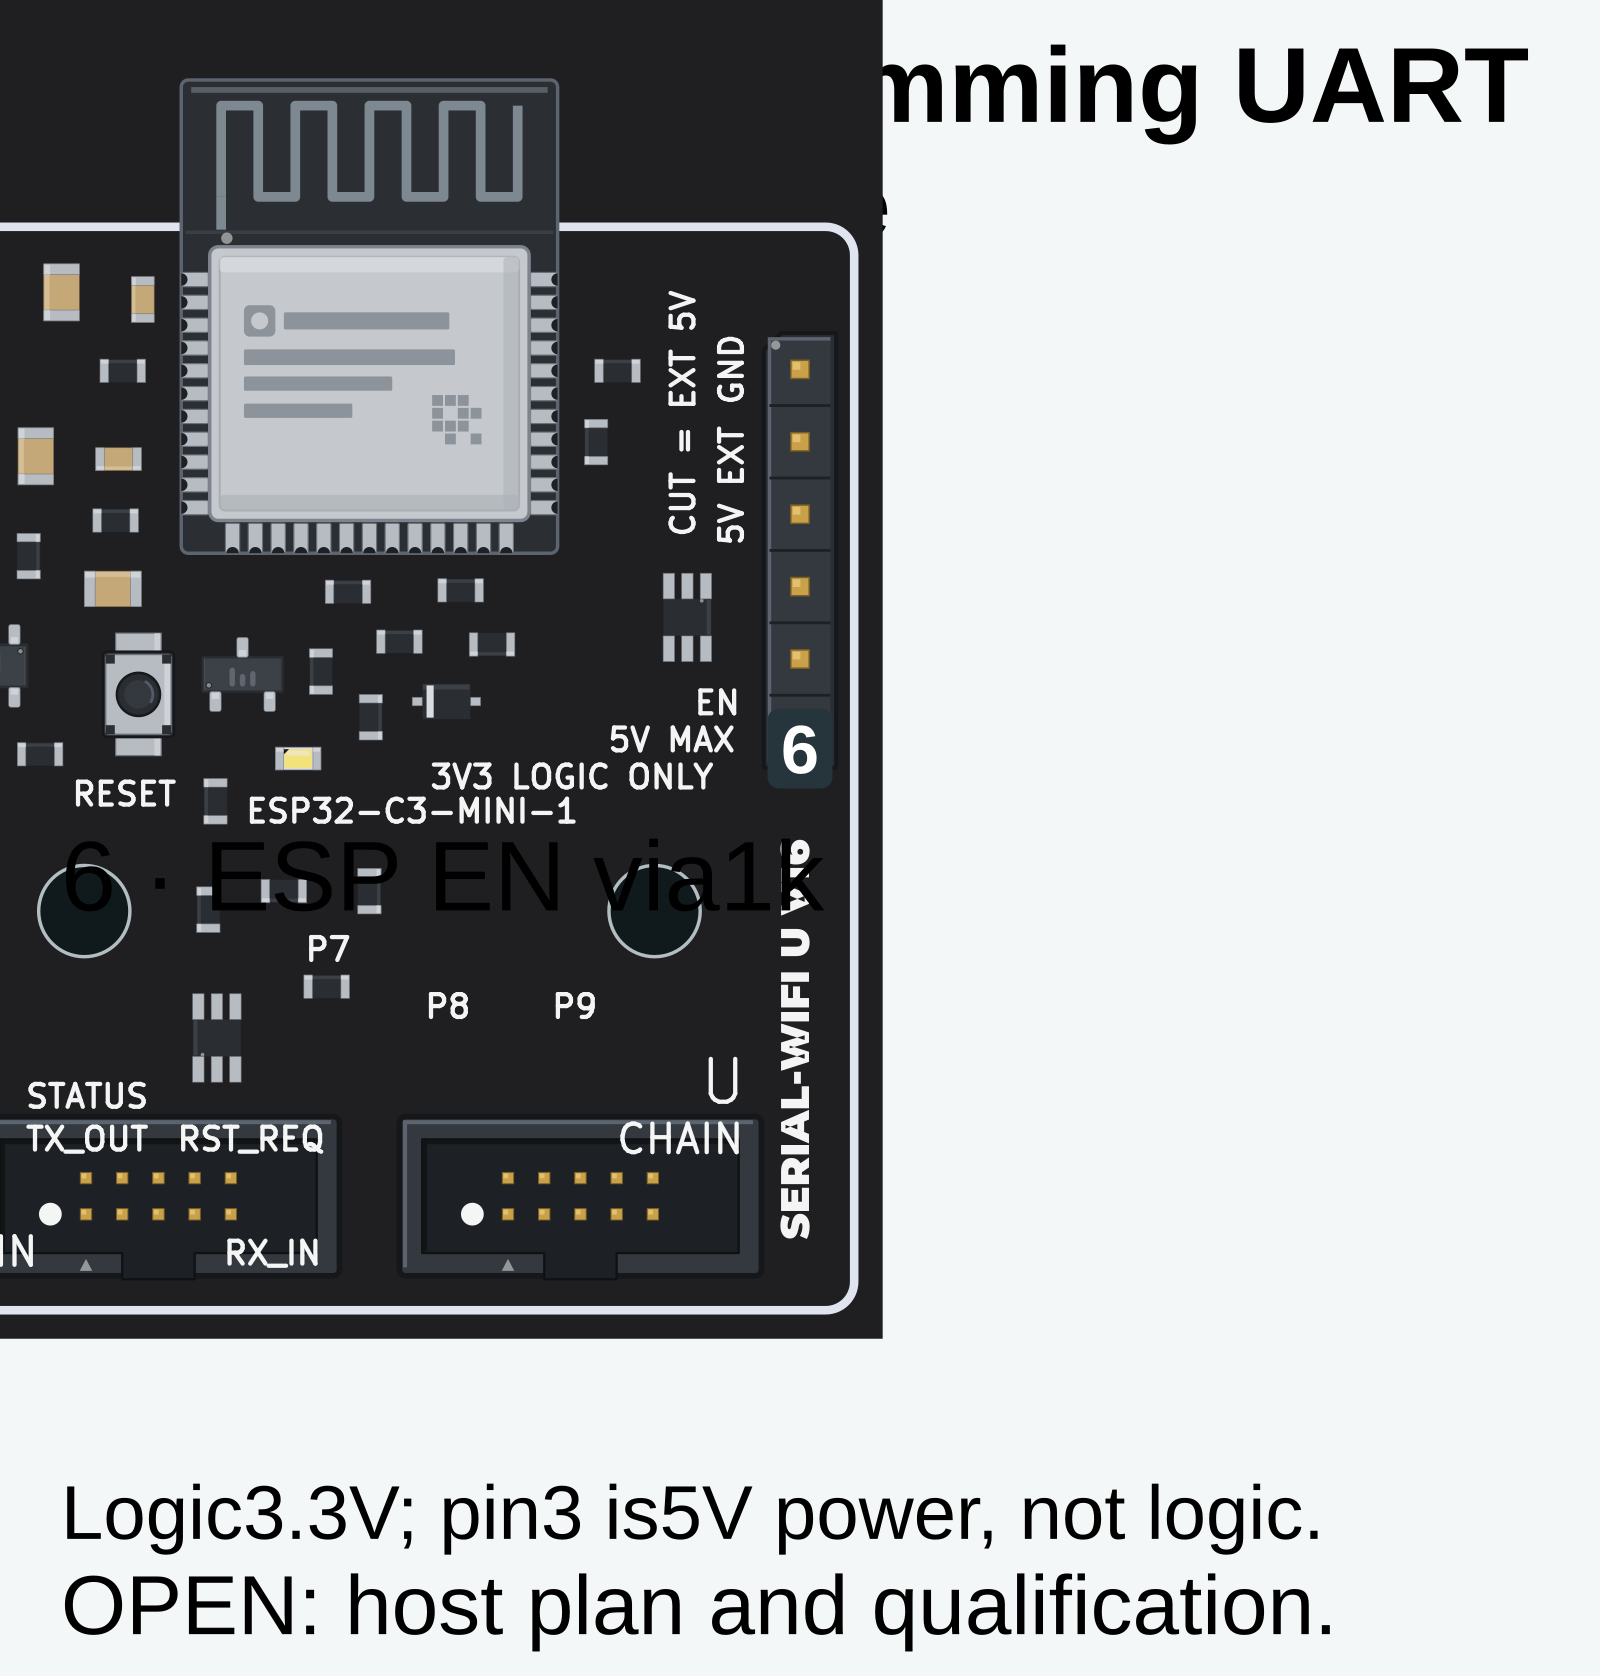 mming UART
CUT = EXT 5V
5V EXT GND
EN
5V MAX
6
3V3 LOGIC ONLY
RESET
ESP32-C3-MINI-1
6 · ESP EN via1k
P7
P8
P9
SERIAL-WIFI U
U
STATUS
TX_OUT
RST_REQ
CHAIN
IN
RX_IN
Logic3.3V; pin3 is5V power, not logic.
OPEN: host plan and qualification.